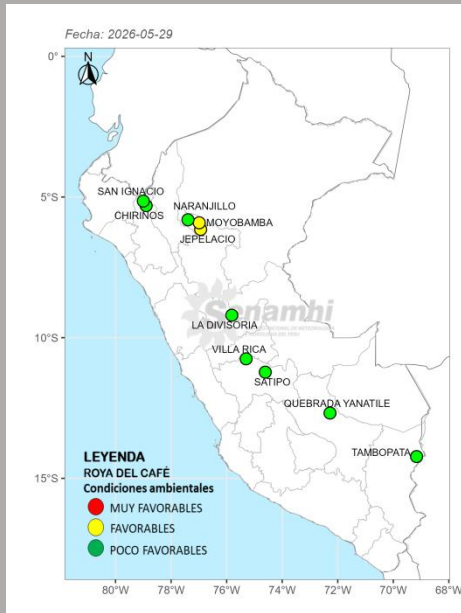 Fecha: 2026-05-29
N
0°
5°S
10°S
15°S
SAN IGNACIO
CHIRINOS
NARANJILLO
MOYOBAMBA
JEPELACIO
Senamhi
LA DIVISORIA
VILLA RICA
SATIPO
QUEBRADA YANATILE
TAMBOPATA
LEYENDA
ROYA DEL CAFÉ
Condiciones ambientales
MUY FAVORABLES
FAVORABLES
POCO FAVORABLES
80°W 78°W 76°W 74°W 72°W 70°W 68°W